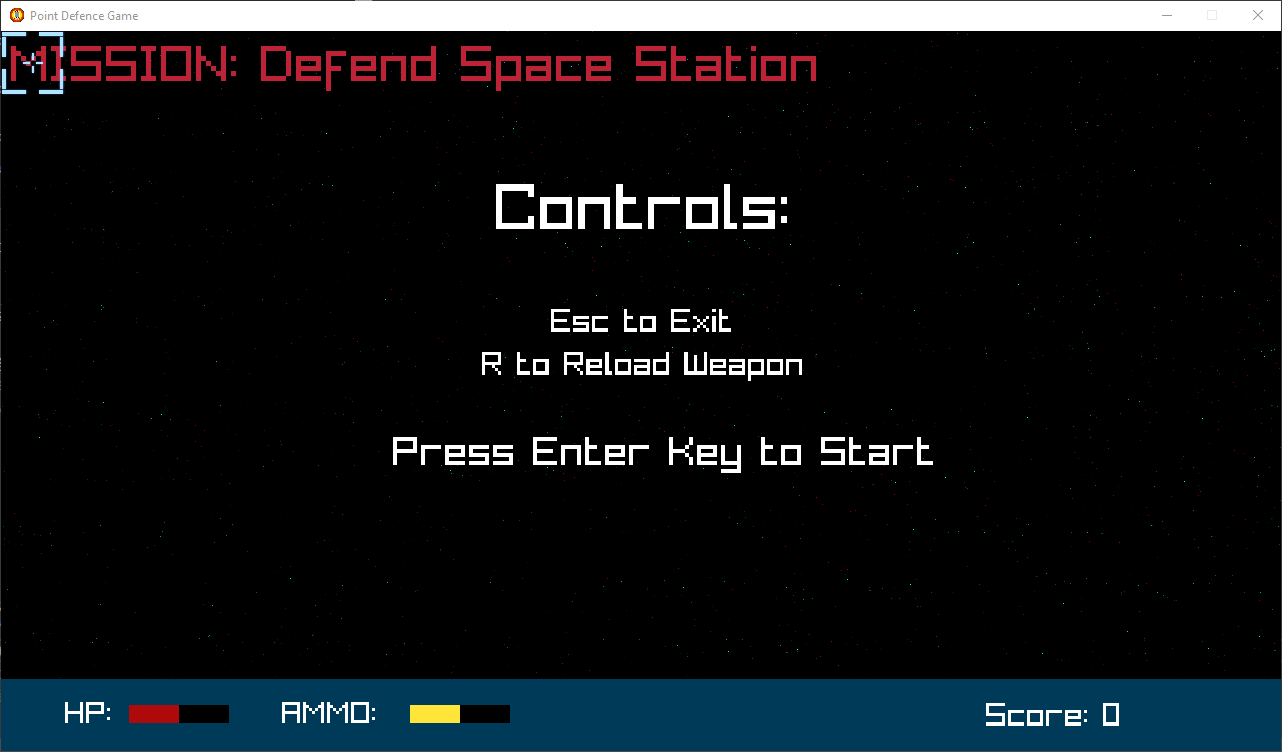 Point Defence Game
MISSION: Defend Space Station
Controls:
Esc to Exit
R to Reload Weapon
Press Enter Key to Start
HP: AMMO: Score: 0